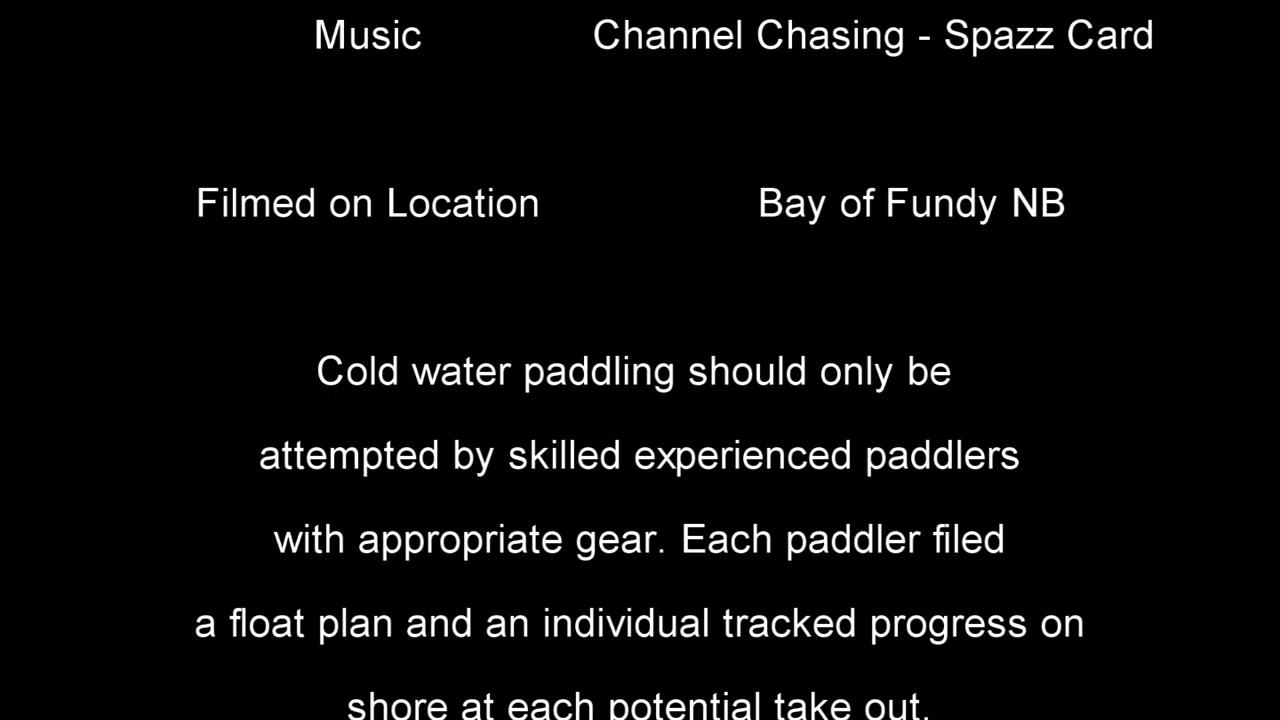 Music Channel Chasing - Spazz Card
Filmed on Location Bay of Fundy NB
Cold water paddling should only be
attempted by skilled experienced paddlers
with appropriate gear. Each paddler filed
a float plan and an individual tracked progress on
shore at each potential take out.